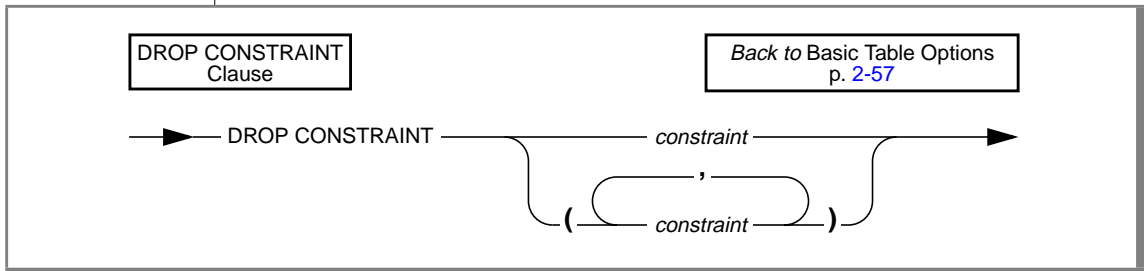 DROP CONSTRAINT
Clause
Back to Basic Table Options
p. 2-57
DROP CONSTRAINT constraint
,
( constraint )